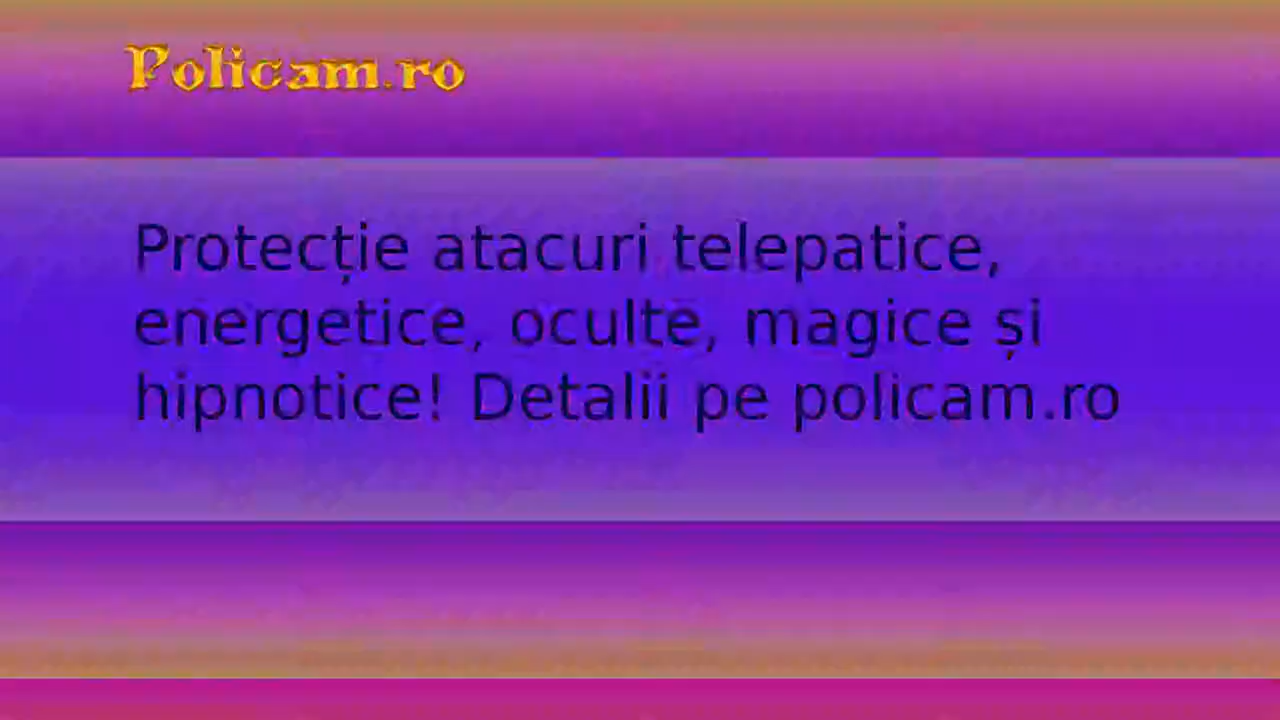 Policam.ro
Protecție atacuri telepatice,
energetice, oculte, magice și
hipnotice! Detalii pe policam.ro